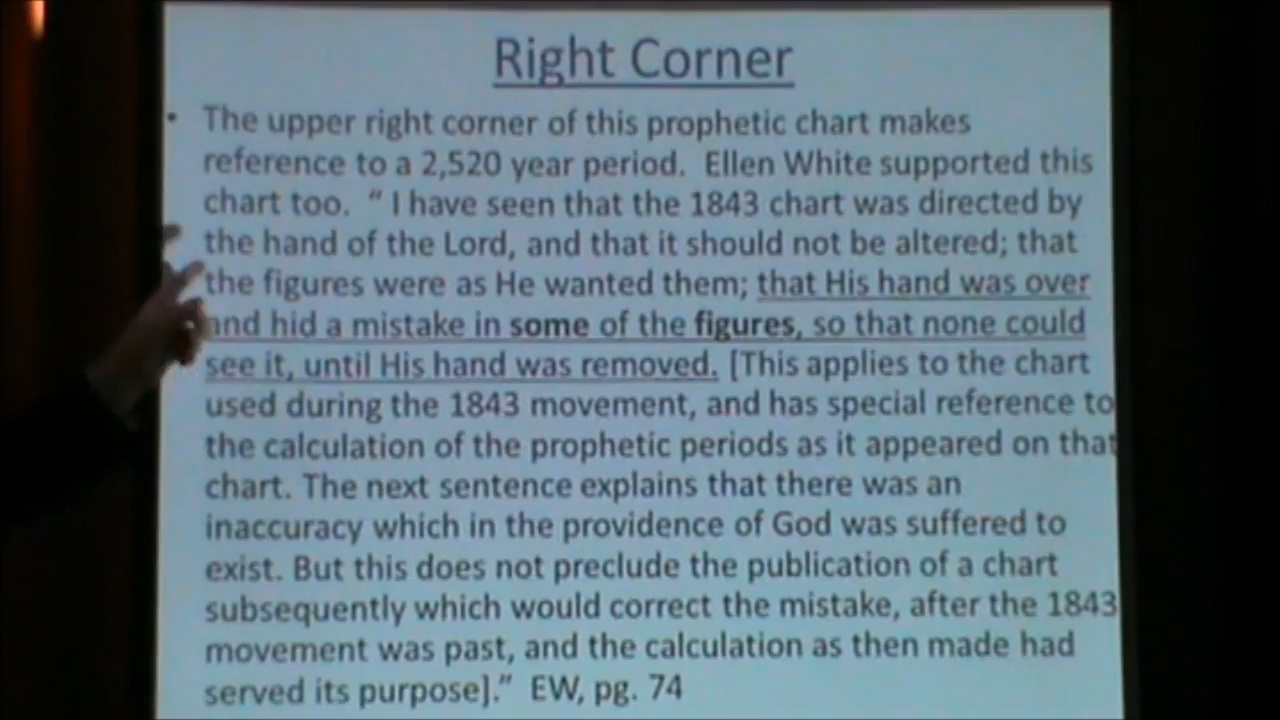 Right Corner
• The upper right corner of this prophetic chart makes
reference to a 2,520 year period. Ellen White supported this
chart too. “ I have seen that the 1843 chart was directed by
the hand of the Lord, and that it should not be altered; that
the figures were as He wanted them; that His hand was over
and hid a mistake in some of the figures, so that none could
see it, until His hand was removed. [This applies to the chart
used during the 1843 movement, and has special reference to
the calculation of the prophetic periods as it appeared on that
chart. The next sentence explains that there was an
inaccuracy which in the providence of God was suffered to
exist. But this does not preclude the publication of a chart
subsequently which would correct the mistake, after the 1843
movement was past, and the calculation as then made had
served its purpose].” EW, pg. 74